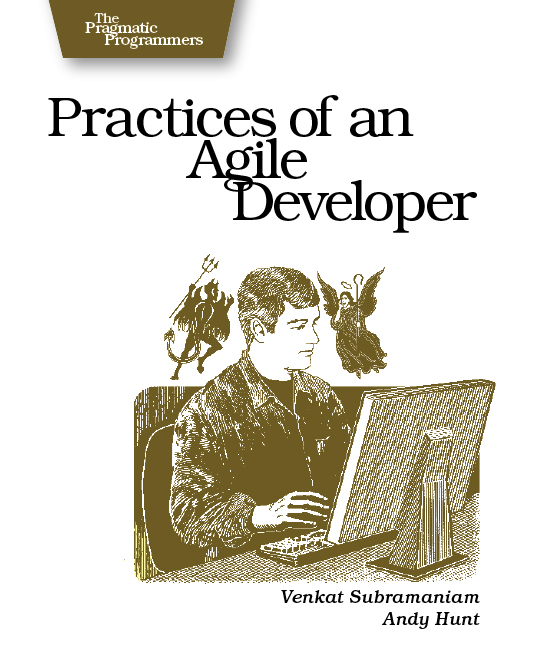 The
Pragmatic
Programmers
Practices of an
Agile
Developer
Venkat Subramaniam
Andy Hunt